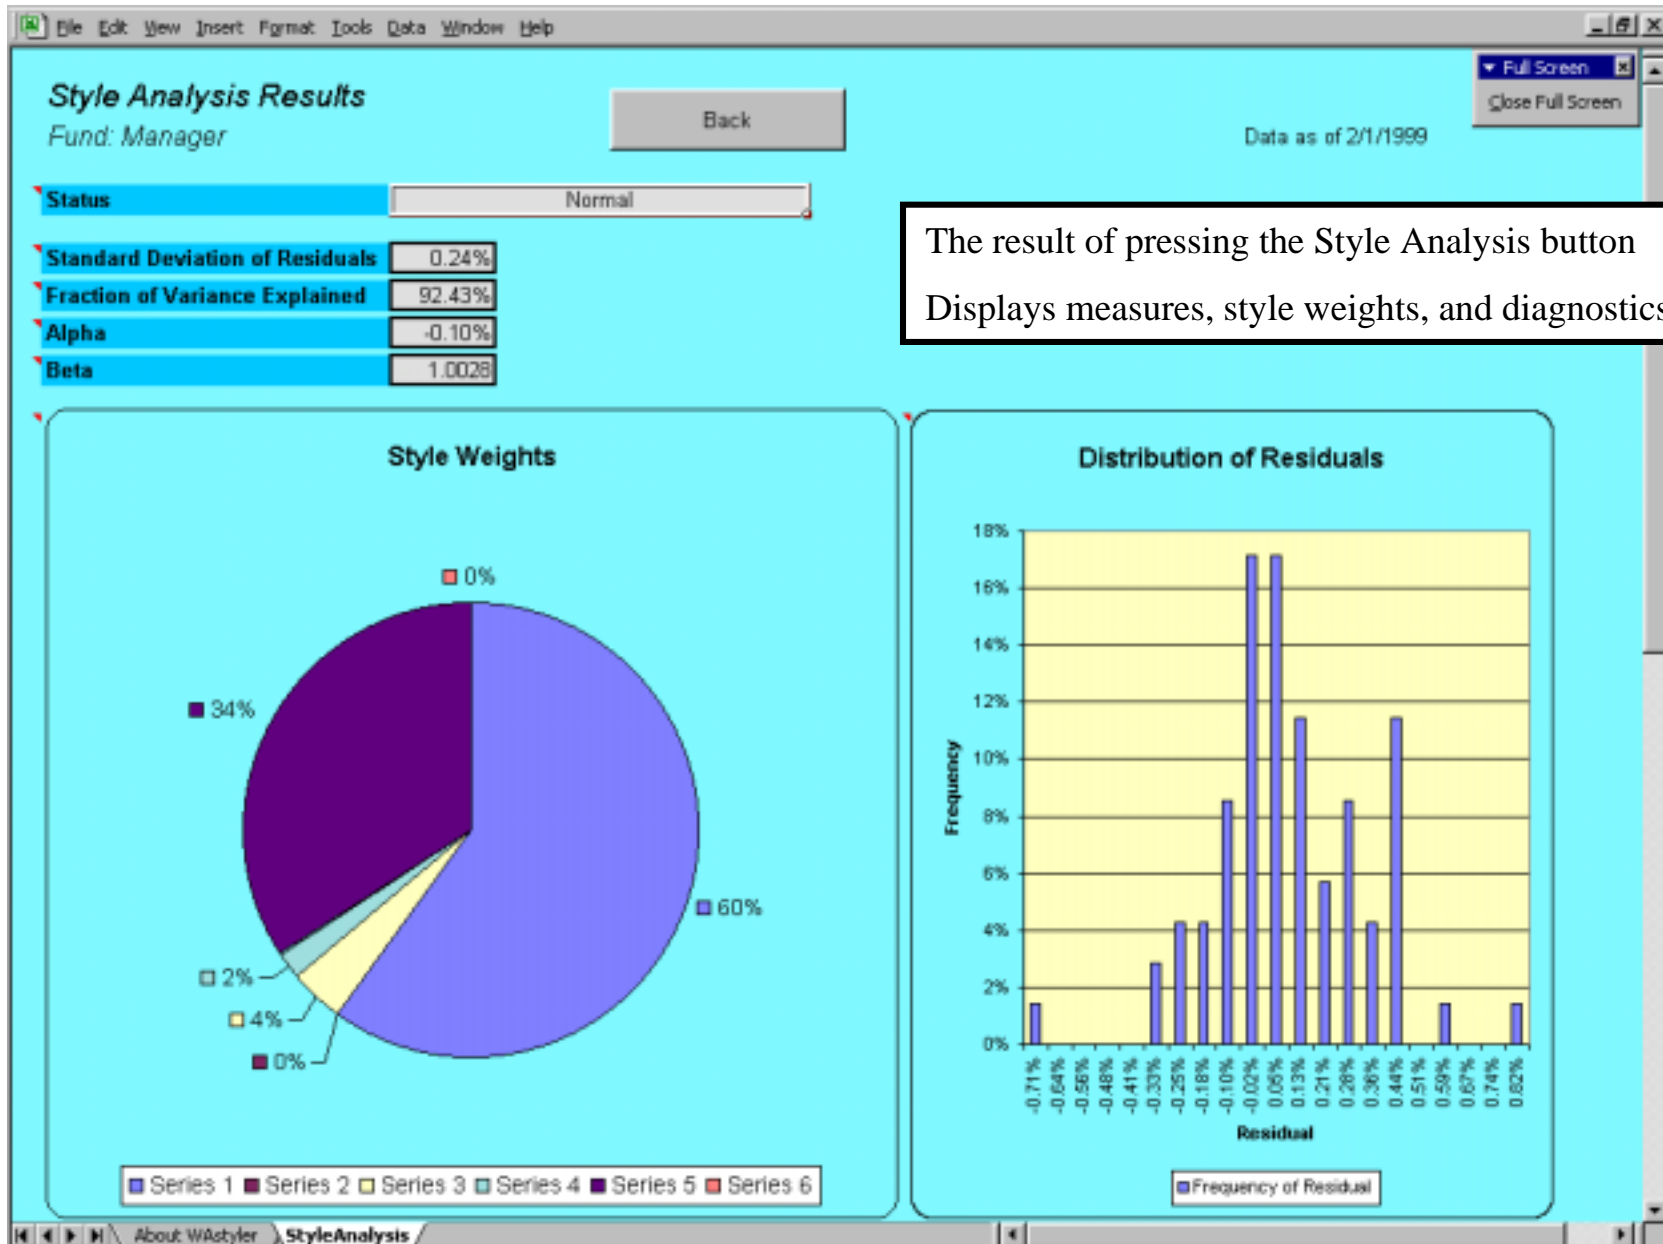 File Edit View Insert Format Tools Data Window Help
Full Screen
Close Full Screen
Style Analysis Results
Fund: Manager
Back
Data as of 2/1/1999
Status Normal
The result of pressing the Style Analysis button
Displays measures, style weights, and diagnostics
Standard Deviation of Residuals 0.24%
Fraction of Variance Explained 92.43%
Alpha -0.10%
Beta 1.0028
Style Weights
0%
34%
60%
2%
4%
0%
Series 1 Series 2 Series 3 Series 4 Series 5 Series 6
Distribution of Residuals
18%
16%
14%
12%
10%
8%
6%
4%
2%
0%
Frequency
-0.71% -0.64% -0.56% -0.48% -0.41% -0.33% -0.25% -0.18% -0.10% -0.02% 0.05% 0.13% 0.21% 0.28% 0.36% 0.44% 0.51% 0.59% 0.67% 0.74% 0.82%
Residual
Frequency of Residual
About WAstyler StyleAnalysis